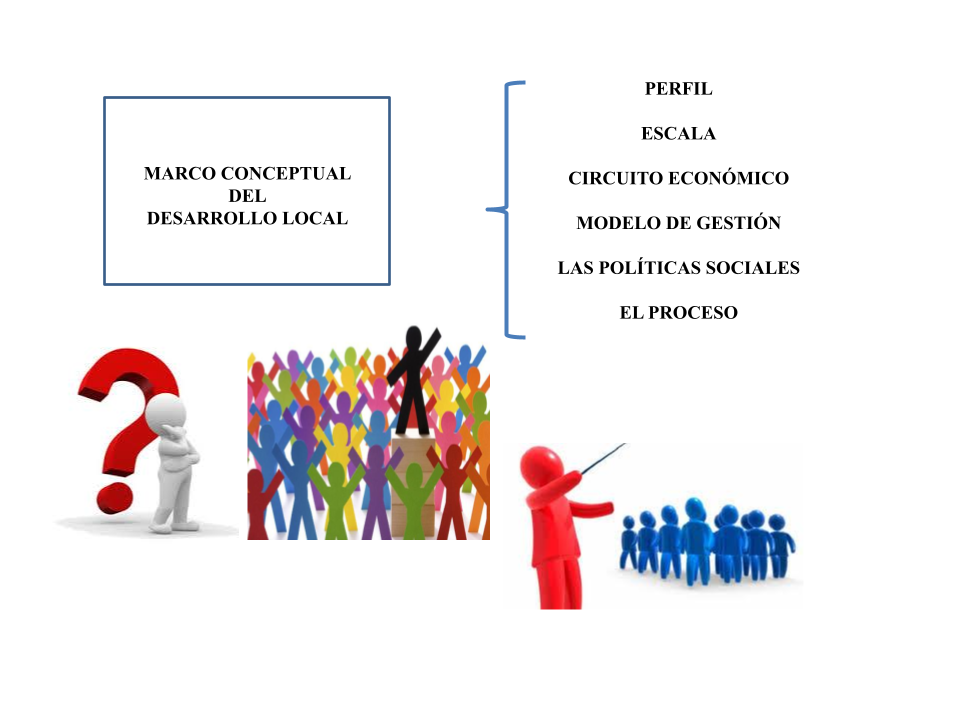 MARCO CONCEPTUAL
DEL
DESARROLLO LOCAL
PERFIL
ESCALA
CIRCUITO ECONÓMICO
MODELO DE GESTIÓN
LAS POLÍTICAS SOCIALES
EL PROCESO